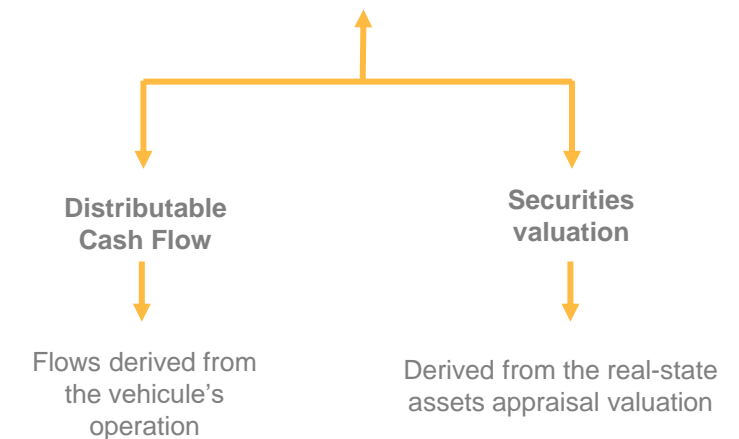 Distributable
Cash Flow
Securities
valuation
Flows derived from
the vehicule's
operation
Derived from the real-state
assets appraisal valuation